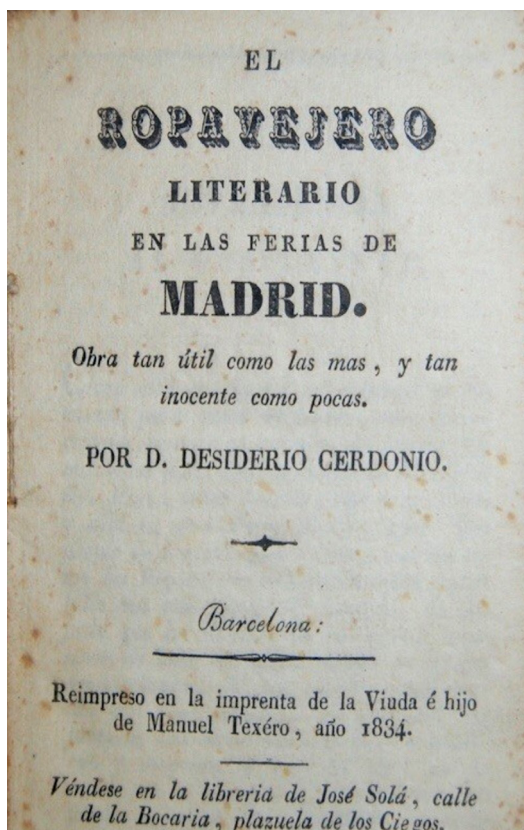 EL
ROPAVEJERO
LITERARIO
EN LAS FERIAS DE
MADRID.
Obra tan útil como las mas, y tan
inocente como pocas.
POR D. DESIDERIO CERDONIO.
Barcelona:
Reimpreso en la imprenta de la Viuda é hijo
de Manuel Texéro, año 1834.
Véndese en la libreria de José Solá, calle
de la Bocaria, plazuela de los Ciegos.